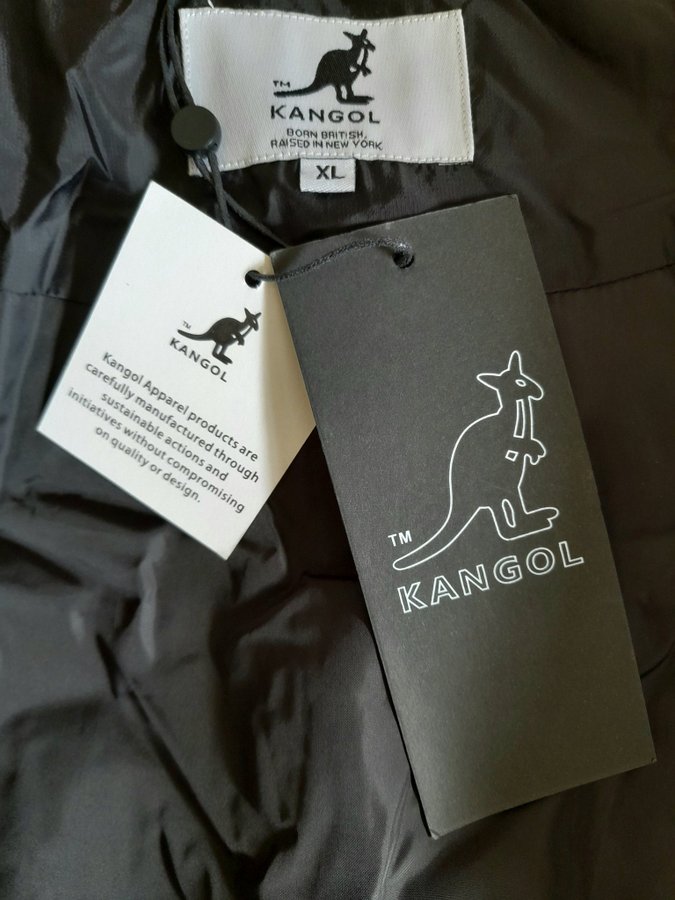 TM
KANGOL
BORN BRITISH,
RAISED IN NEW YORK
XL
TM
KANGOL
Kangol Apparel products are
carefully manufactured through
sustainable actions and
initiatives without compromising
on quality or design.
TM
KANGOL